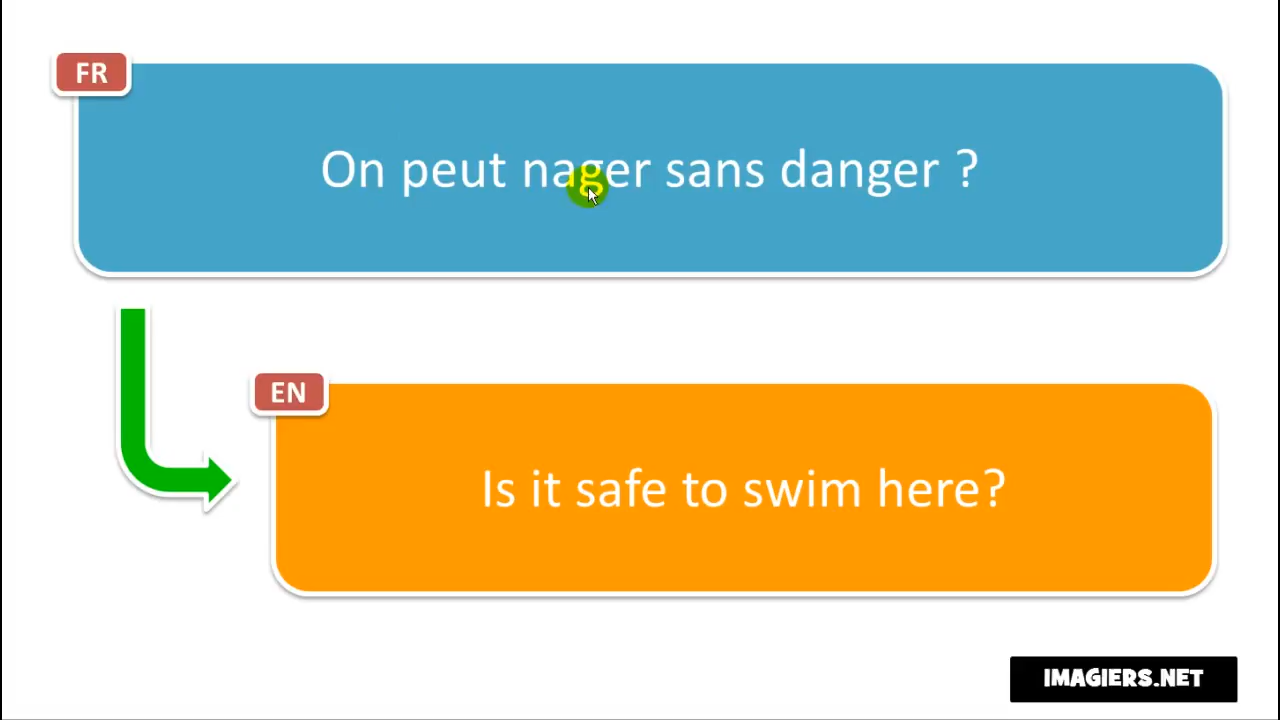 FR
On peut nager sans danger ?
EN
Is it safe to swim here?
IMAGIERS.NET